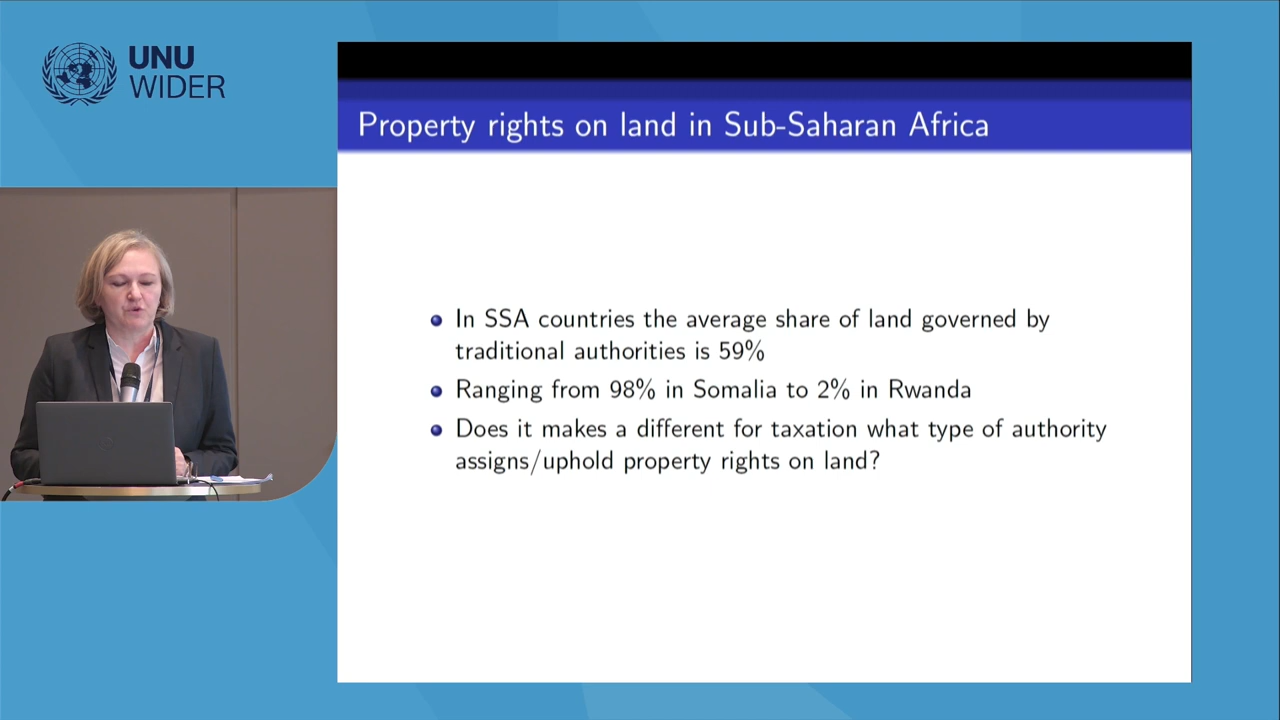 UNU
WIDER
Property rights on land in Sub-Saharan Africa
In SSA countries the average share of land governed by
traditional authorities is 59%
Ranging from 98% in Somalia to 2% in Rwanda
Does it makes a different for taxation what type of authority
assigns/uphold property rights on land?